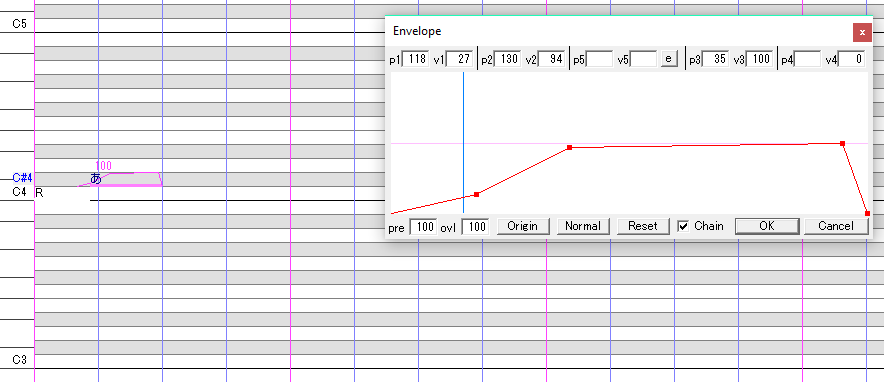 C5
100
C#4 あ
C4 R
C3
Envelope x
p1 118 v1 27 p2 130 v2 94 p5 v5 e p3 35 v3 100 p4 v4 0
pre 100 ovl 100 Origin Normal Reset Chain OK Cancel